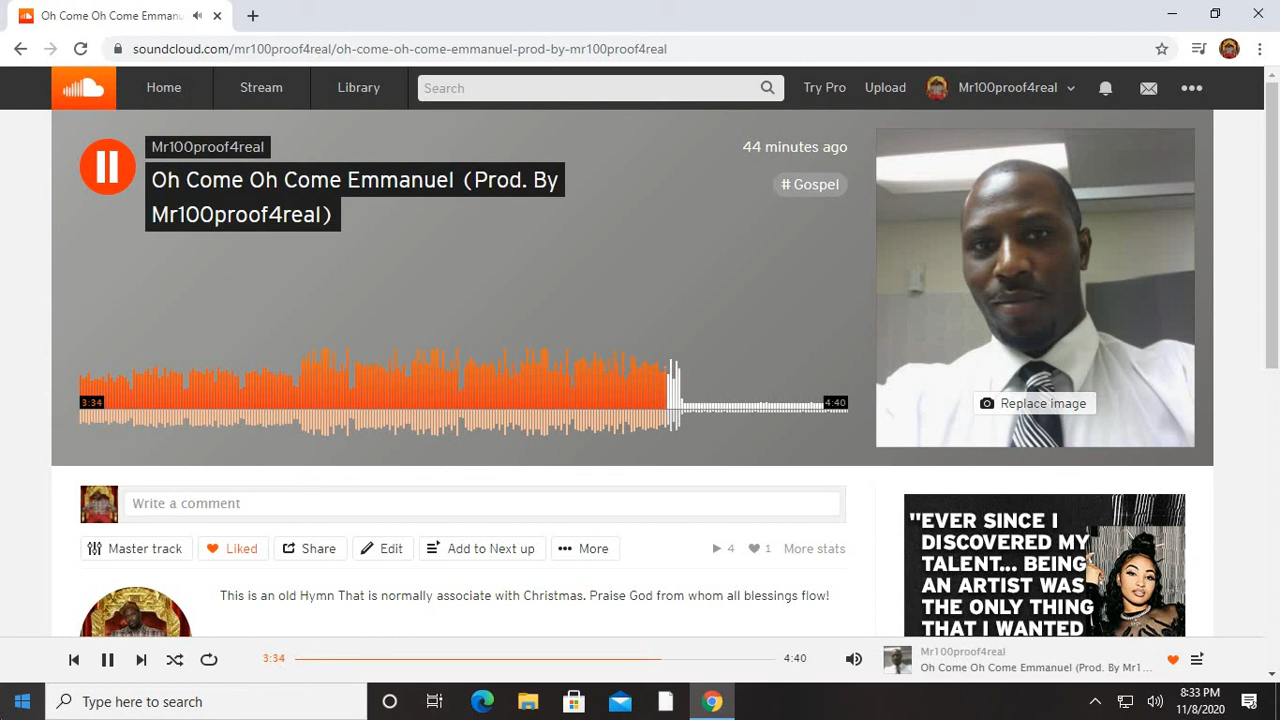 Oh Come Oh Come Emmanu
soundcloud.com/mr100proof4real/oh-come-oh-come-emmanuel-prod-by-mr100proof4real
Home Stream Library Search Try Pro Upload Mr100proof4real
Mr100proof4real
44 minutes ago
Oh Come Oh Come Emmanuel (Prod. By
Mr100proof4real)
# Gospel
3:34
4:40
Replace image
Write a comment
Master track Liked Share Edit Add to Next up More 4 1 More stats
This is an old Hymn That is normally associate with Christmas. Praise God from whom all blessings flow!
"EVER SINCE I
DISCOVERED MY
TALENT... BEING
AN ARTIST WAS
THE ONLY THING
THAT I WANTED
3:34 4:40
Mr100proof4real
Oh Come Oh Come Emmanuel (Prod. By Mr1...
Type here to search
8:33 PM
11/8/2020